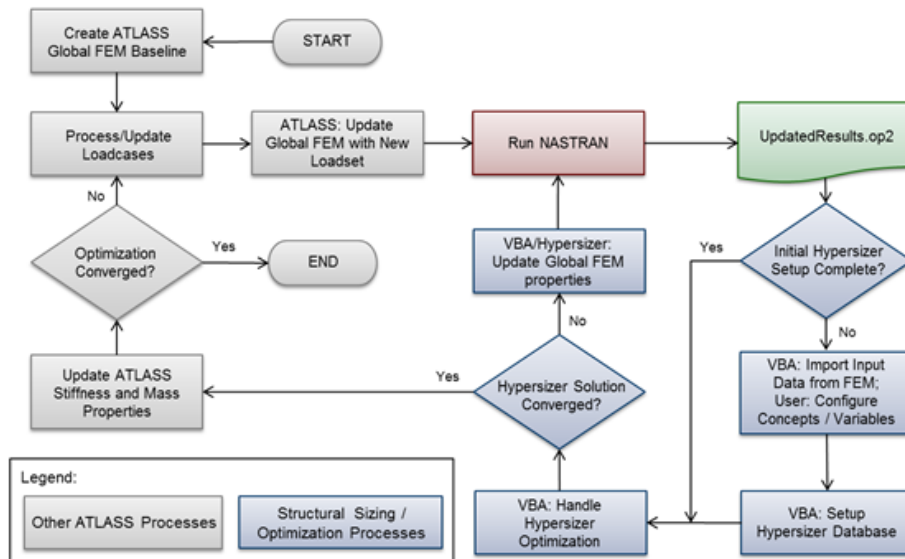 Create ATLASS
Global FEM Baseline
START
Process/Update
Loadcases
ATLASS: Update
Global FEM with New
Loadset
Run NASTRAN
UpdatedResults.op2
No
Optimization
Converged?
Yes
END
VBA/Hypersizer:
Update Global FEM
properties
Yes
Initial Hypersizer
Setup Complete?
No
No
Update ATLASS
Stiffness and Mass
Properties
Yes
Hypersizer Solution
Converged?
VBA: Import Input
Data from FEM;
User: Configure
Concepts / Variables
Legend:
Other ATLASS Processes
Structural Sizing /
Optimization Processes
VBA: Handle
Hypersizer
Optimization
VBA: Setup
Hypersizer Database